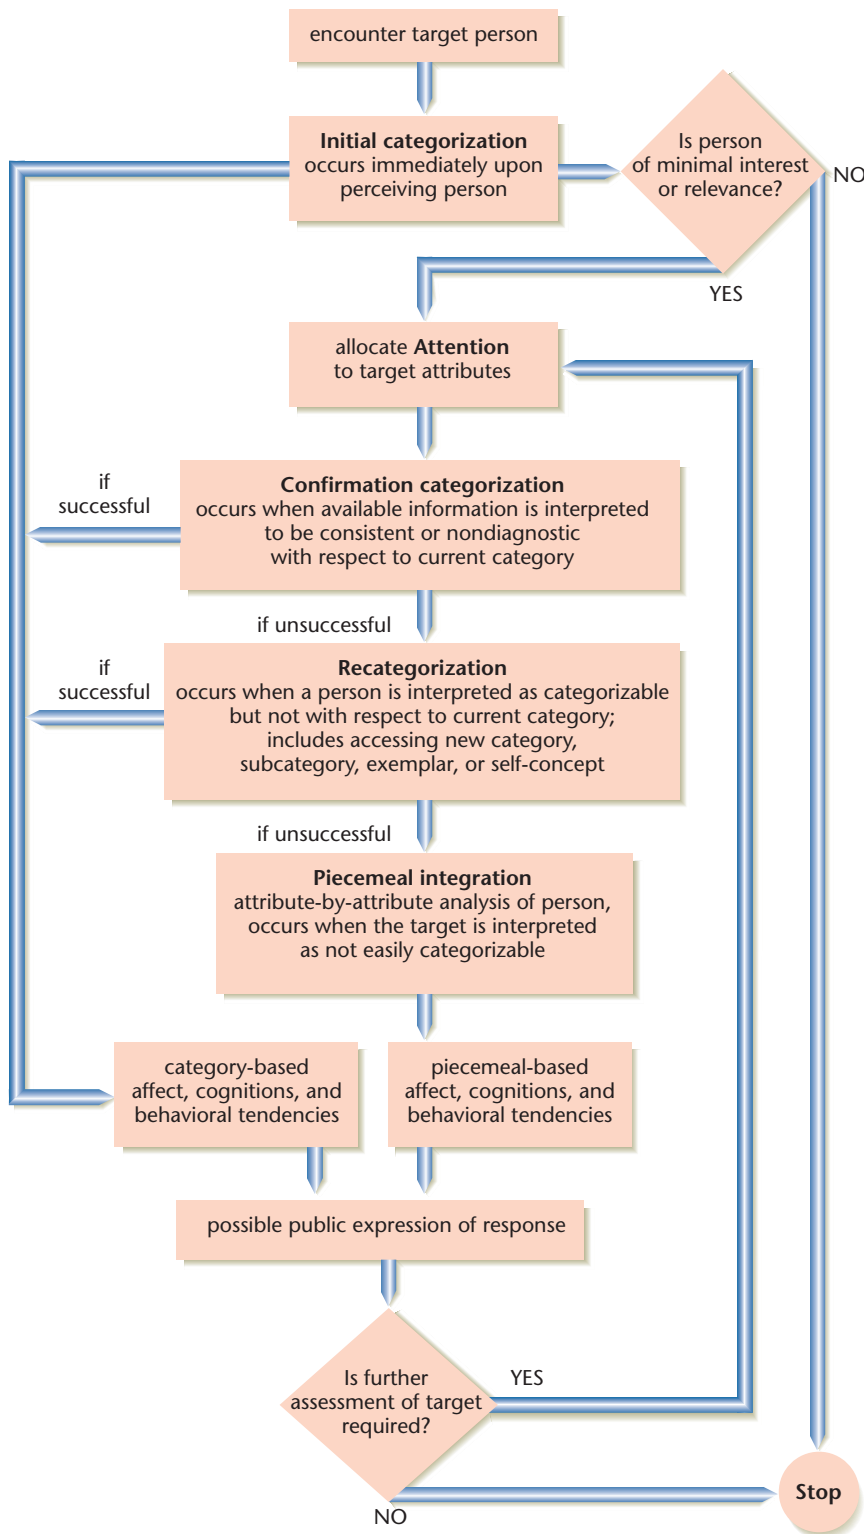 encounter target person
Initial categorization
occurs immediately upon
perceiving person
Is person
of minimal interest
or relevance?
NO
YES
allocate Attention
to target attributes
if
successful
Confirmation categorization
occurs when available information is interpreted
to be consistent or nondiagnostic
with respect to current category
if unsuccessful
if
successful
Recategorization
occurs when a person is interpreted as categorizable
but not with respect to current category;
includes accessing new category,
subcategory, exemplar, or self-concept
if unsuccessful
Piecemeal integration
attribute-by-attribute analysis of person,
occurs when the target is interpreted
as not easily categorizable
category-based
affect, cognitions, and
behavioral tendencies
piecemeal-based
affect, cognitions, and
behavioral tendencies
possible public expression of response
Is further
assessment of target
required?
YES
NO
Stop